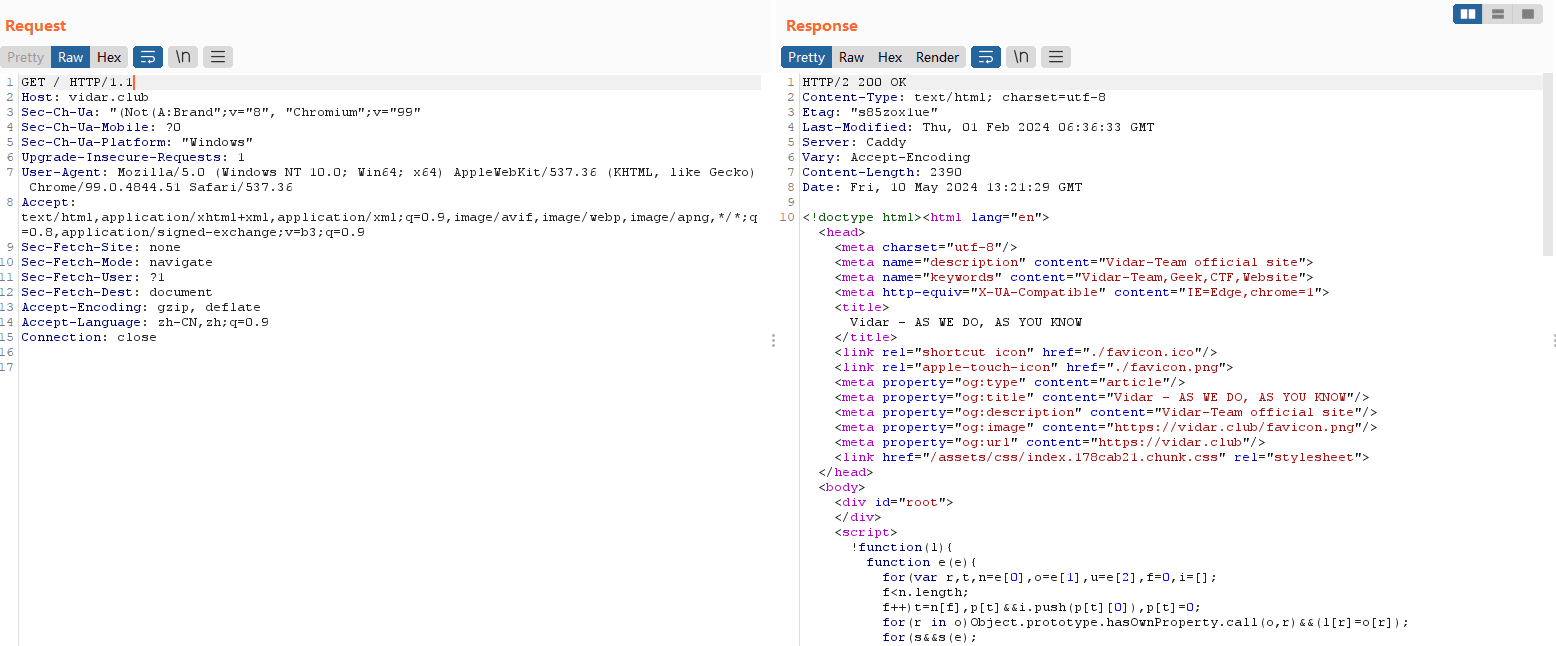 Request
Pretty Raw Hex \n
1 GET / HTTP/1.1
2 Host: vidar.club
3 Sec-Ch-Ua: "(Not(A:Brand";v="8", "Chromium";v="99"
4 Sec-Ch-Ua-Mobile: ?0
5 Sec-Ch-Ua-Platform: "Windows"
6 Upgrade-Insecure-Requests: 1
7 User-Agent: Mozilla/5.0 (Windows NT 10.0; Win64; x64) AppleWebKit/537.36 (KHTML, like Gecko)
Chrome/99.0.4844.51 Safari/537.36
8 Accept:
text/html,application/xhtml+xml,application/xml;q=0.9,image/avif,image/webp,image/apng,*/*;q
=0.8,application/signed-exchange;v=b3;q=0.9
9 Sec-Fetch-Site: none
10 Sec-Fetch-Mode: navigate
11 Sec-Fetch-User: ?1
12 Sec-Fetch-Dest: document
13 Accept-Encoding: gzip, deflate
14 Accept-Language: zh-CN,zh;q=0.9
15 Connection: close
16
17
Response
Pretty Raw Hex Render \n
1 HTTP/2 200 OK
2 Content-Type: text/html; charset=utf-8
3 Etag: "s85zox1ue"
4 Last-Modified: Thu, 01 Feb 2024 06:36:33 GMT
5 Server: Caddy
6 Vary: Accept-Encoding
7 Content-Length: 2390
8 Date: Fri, 10 May 2024 13:21:29 GMT
9
10 <!doctype html><html lang="en">
<head>
<meta charset="utf-8"/>
<meta name="description" content="Vidar-Team official site">
<meta name="keywords" content="Vidar-Team,Geek,CTF,Website">
<meta http-equiv="X-UA-Compatible" content="IE=Edge,chrome=1">
<title>
Vidar - AS WE DO, AS YOU KNOW
</title>
<link rel="shortcut icon" href="./favicon.ico"/>
<link rel="apple-touch-icon" href="./favicon.png">
<meta property="og:type" content="article"/>
<meta property="og:title" content="Vidar - AS WE DO, AS YOU KNOW"/>
<meta property="og:description" content="Vidar-Team official site"/>
<meta property="og:image" content="https://vidar.club/favicon.png"/>
<meta property="og:url" content="https://vidar.club"/>
<link href="/assets/css/index.178cab21.chunk.css" rel="stylesheet">
</head>
<body>
<div id="root">
</div>
<script>
!function(l){
function e(e){
for(var r,t,n=e[0],o=e[1],u=e[2],f=0,i=[];
f<n.length;
f++)t=n[f],p[t]&&i.push(p[t][0]),p[t]=0;
for(r in o)Object.prototype.hasOwnProperty.call(o,r)&&(l[r]=o[r]);
for(s&&s(e);